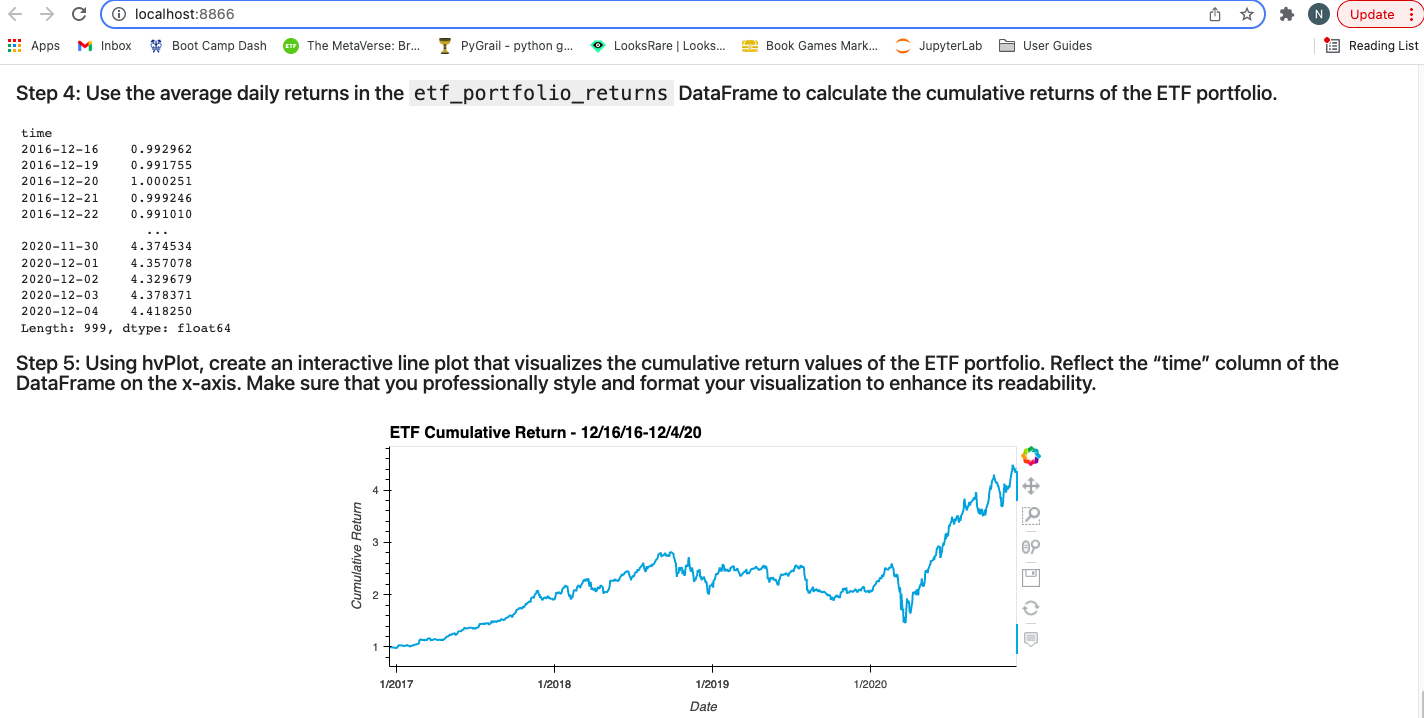 localhost:8866
N
Update
Apps
Inbox
Boot Camp Dash
ETF
The MetaVerse: Br...
PyGrail - python g...
LooksRare | Looks...
Book Games Mark...
JupyterLab
User Guides
Reading List
Step 4: Use the average daily returns in the etf_portfolio_returns DataFrame to calculate the cumulative returns of the ETF portfolio.
time
2016-12-16 0.992962
2016-12-19 0.991755
2016-12-20 1.000251
2016-12-21 0.999246
2016-12-22 0.991010
...
2020-11-30 4.374534
2020-12-01 4.357078
2020-12-02 4.329679
2020-12-03 4.378371
2020-12-04 4.418250
Length: 999, dtype: float64
Step 5: Using hvPlot, create an interactive line plot that visualizes the cumulative return values of the ETF portfolio. Reflect the “time” column of the
DataFrame on the x-axis. Make sure that you professionally style and format your visualization to enhance its readability.
ETF Cumulative Return - 12/16/16-12/4/20
Cumulative Return
4
3
2
1
1/2017
1/2018
1/2019
1/2020
Date